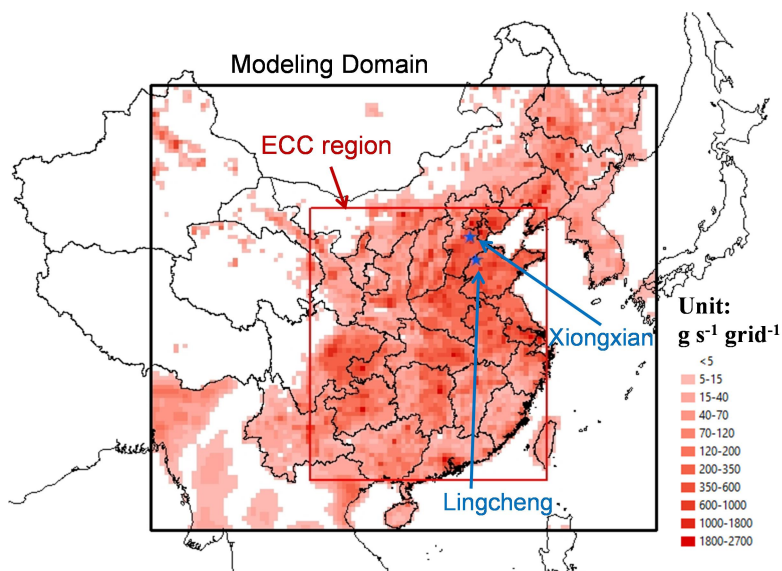 Modeling Domain
ECC region
Xiongxian
Lingcheng
Unit:
g s⁻¹ grid⁻¹
<5
5-15
15-40
40-70
70-120
120-200
200-350
350-600
600-1000
1000-1800
1800-2700